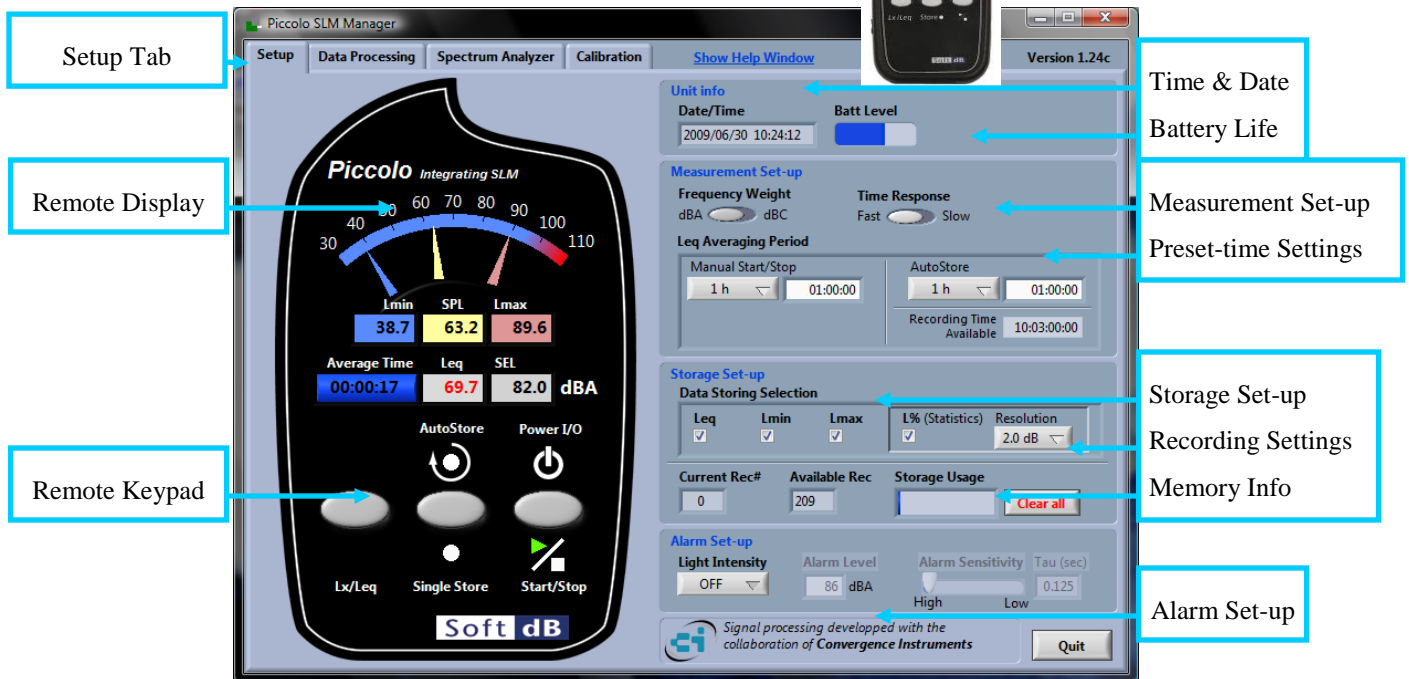 Piccolo SLM Manager
Lx/Leq Store
Soft dB
Setup Tab
Setup Data Processing Spectrum Analyzer Calibration Show Help Window Version 1.24c
Unit info
Date/Time Batt Level
2009/06/30 10:24:12
Time & Date
Battery Life
Piccolo Integrating SLM
30 40 50 60 70 80 90 100 110
Remote Display
Lmin SPL Lmax
38.7 63.2 89.6
Average Time Leq SEL
00:00:17 69.7 82.0 dBA
AutoStore Power I/O
Remote Keypad
Lx/Leq Single Store Start/Stop
Soft dB
Measurement Set-up
Frequency Weight Time Response
dBA dBC Fast Slow
Leq Averaging Period
Manual Start/Stop AutoStore
1 h 01:00:00 1 h 01:00:00
Recording Time
Available 10:03:00:00
Measurement Set-up
Preset-time Settings
Storage Set-up
Data Storing Selection
Leq Lmin Lmax L% (Statistics) Resolution
2.0 dB
Current Rec# Available Rec Storage Usage
0 209 Clear all
Storage Set-up
Recording Settings
Memory Info
Alarm Set-up
Light Intensity Alarm Level Alarm Sensitivity Tau (sec)
OFF 86 dBA High Low 0.125
Alarm Set-up
Signal processing developped with the
collaboration of Convergence Instruments
Quit